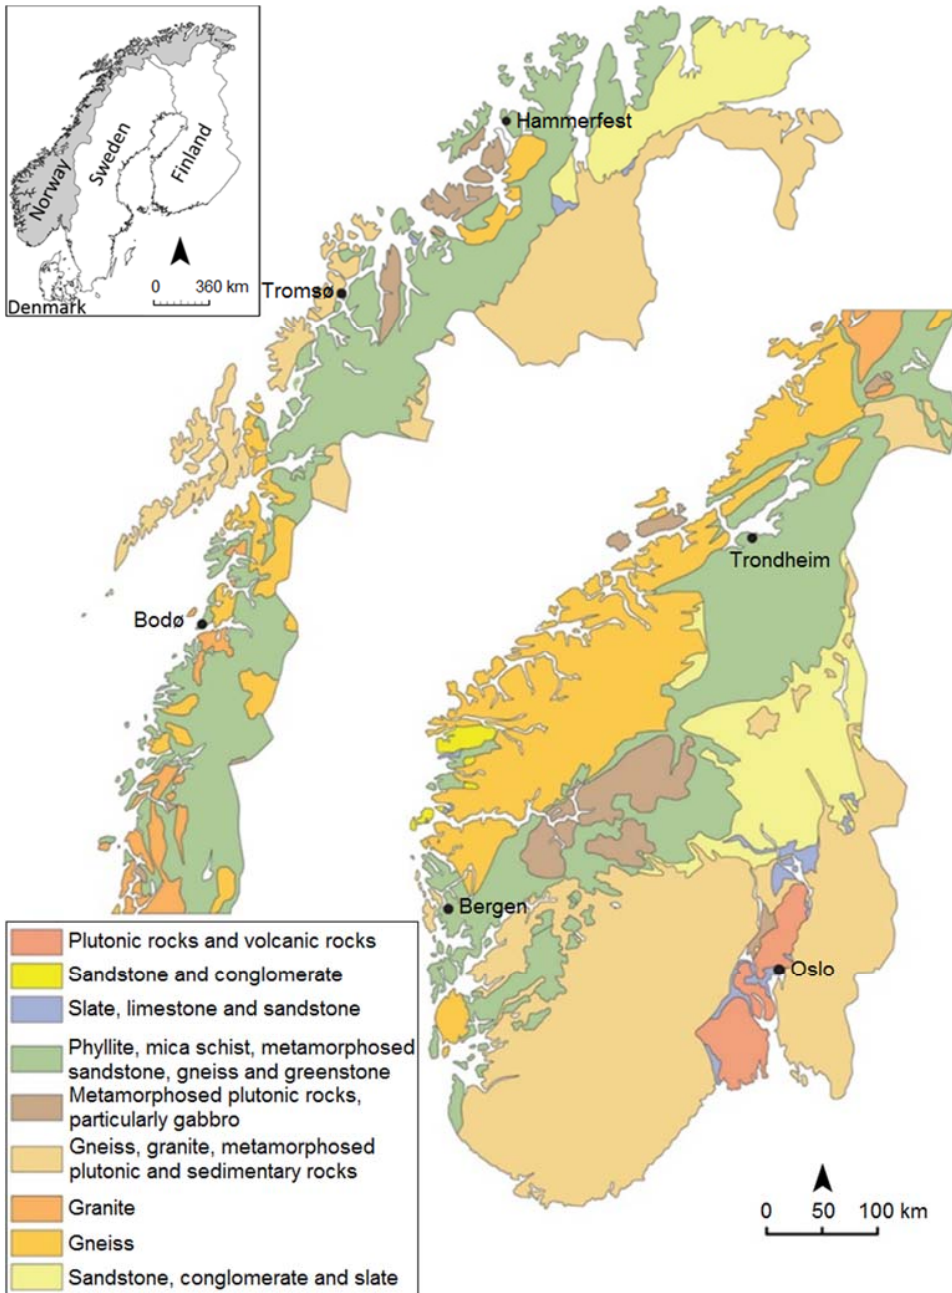 Norway
Sweden
Finland
Denmark
0 360 km
Hammerfest
Tromsø
Bodø
Trondheim
Bergen
Oslo
Plutonic rocks and volcanic rocks
Sandstone and conglomerate
Slate, limestone and sandstone
Phyllite, mica schist, metamorphosed
sandstone, gneiss and greenstone
Metamorphosed plutonic rocks,
particularly gabbro
Gneiss, granite, metamorphosed
plutonic and sedimentary rocks
Granite
Gneiss
Sandstone, conglomerate and slate
0 50 100 km